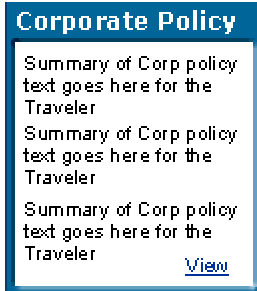 Corporate Policy
Summary of Corp policy
text goes here for the
Traveler
Summary of Corp policy
text goes here for the
Traveler
Summary of Corp policy
text goes here for the
Traveler
View